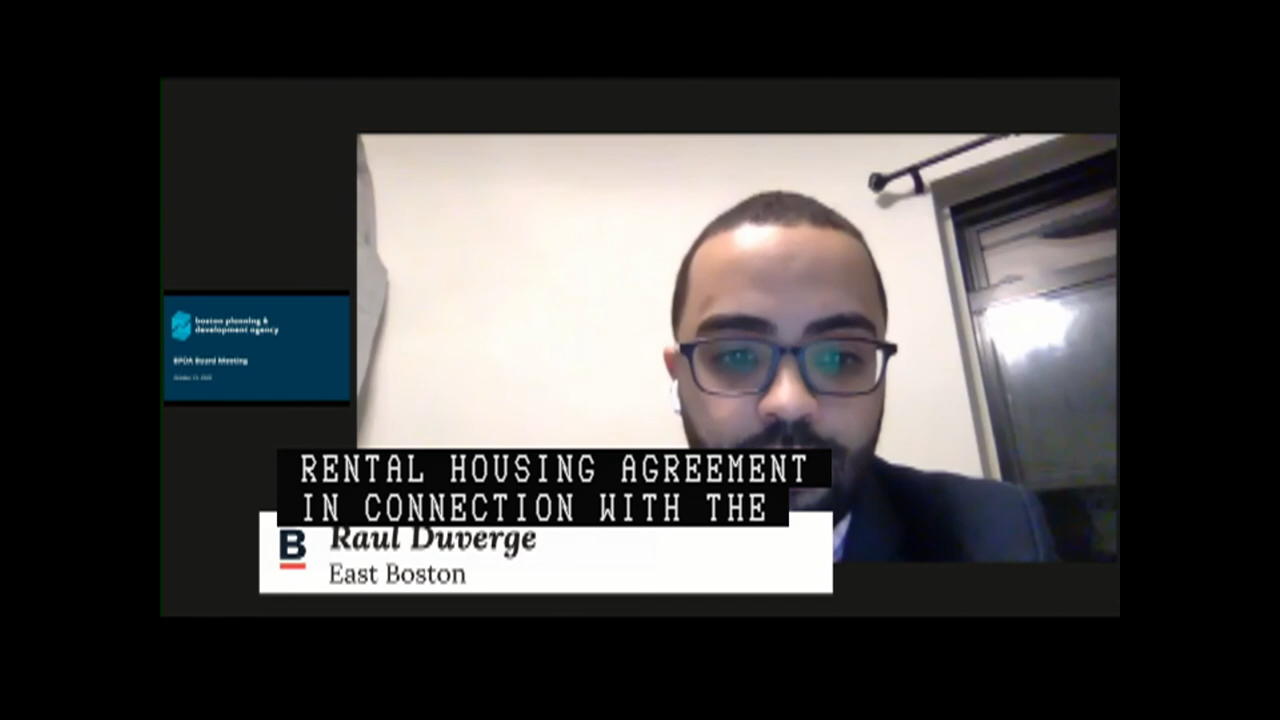 boston planning &
development agency
BPDA Board Meeting
RENTAL HOUSING AGREEMENT
IN CONNECTION WITH THE
B
Raul Duverge
East Boston